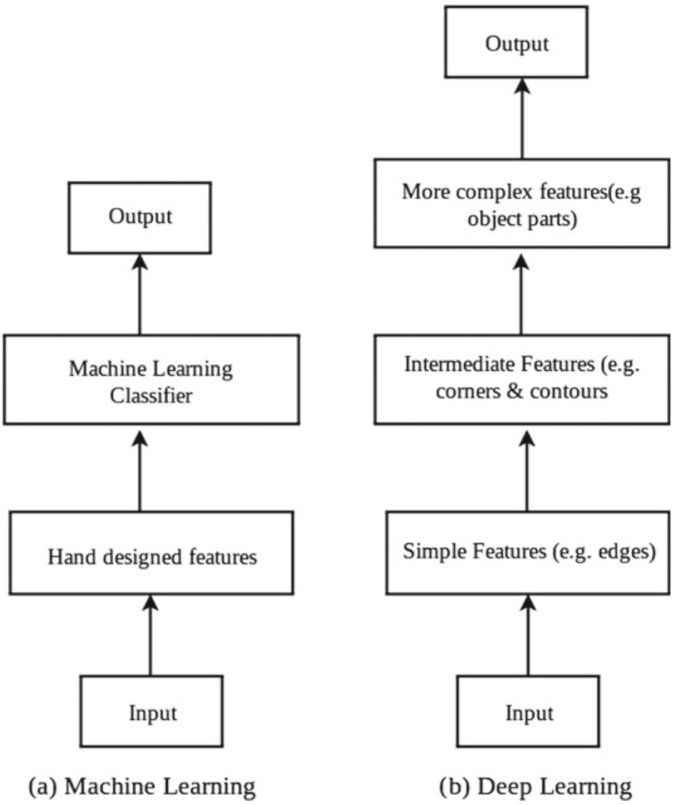 Output
Machine Learning
Classifier
Hand designed features
Input
(a) Machine Learning
Output
More complex features(e.g
object parts)
Intermediate Features (e.g.
corners & contours
Simple Features (e.g. edges)
Input
(b) Deep Learning